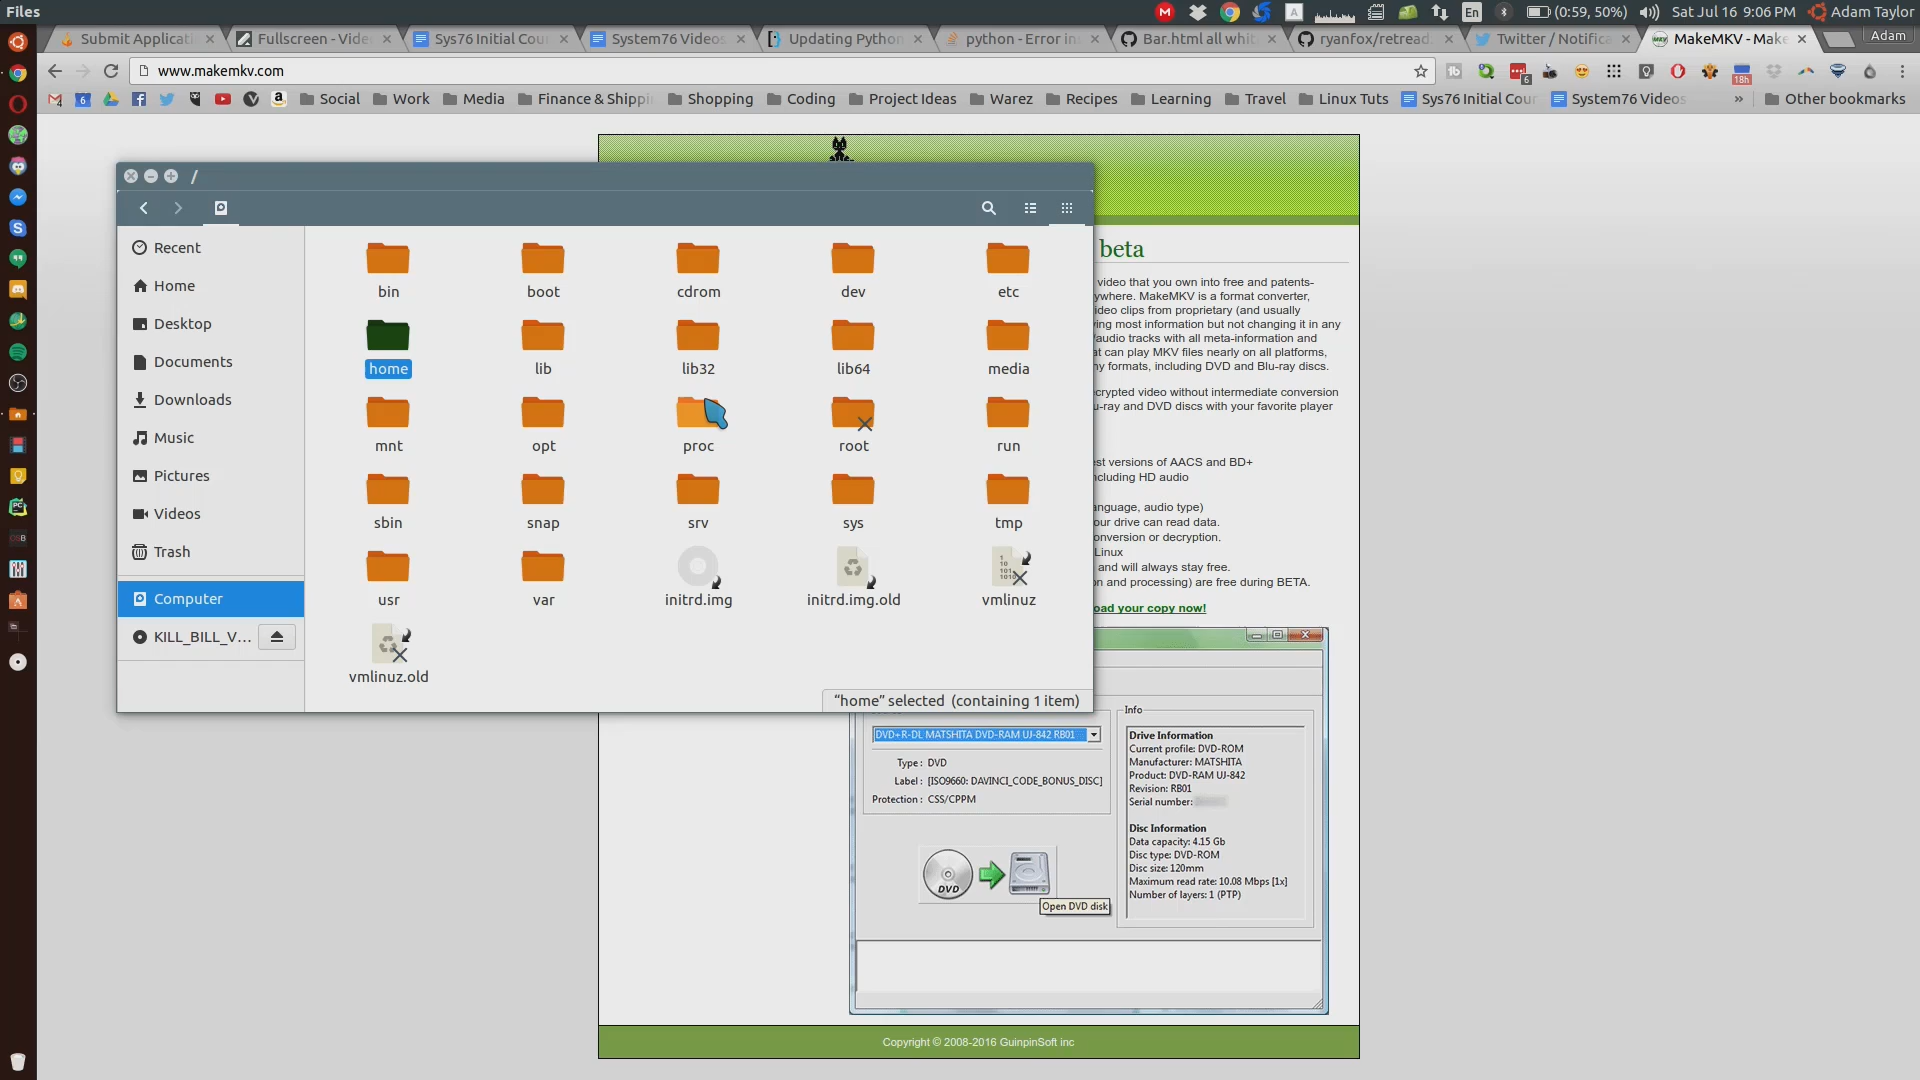 Files
En
(0:59, 50%)
Sat Jul 16 9:06 PM
Adam Taylor
Submit Applicati
Fullscreen - Vide
Sys76 Initial Cou
System76 Videos
Updating Python
python - Error in
Bar.html all whit
ryanfox/retread.
Twitter / Notifica
MakeMKV - Make
Adam
www.makemkv.com
6
18h
Social
Work
Media
Finance & Shippi
Shopping
Coding
Project Ideas
Warez
Recipes
Learning
Travel
Linux Tuts
Sys76 Initial Cour
System76 Videos
»
Other bookmarks
/
Recent
Home
Desktop
Documents
Downloads
Music
Pictures
Videos
Trash
Computer
KILL_BILL_V...
bin
boot
cdrom
dev
etc
home
lib
lib32
lib64
media
mnt
opt
proc
root
run
sbin
snap
srv
sys
tmp
usr
var
initrd.img
initrd.img.old
vmlinuz
vmlinuz.old
“home” selected (containing 1 item)
beta
video that you own into free and patents-
ywhere. MakeMKV is a format converter,
ideo clips from proprietary (and usually
ing most information but not changing it in any
/audio tracks with all meta-information and
at can play MKV files nearly on all platforms,
ny formats, including DVD and Blu-ray discs.
crypted video without intermediate conversion
u-ray and DVD discs with your favorite player
est versions of AACS and BD+
ncluding HD audio
anguage, audio type)
our drive can read data.
onversion or decryption.
Linux
and will always stay free.
on and processing) are free during BETA.
oad your copy now!
DVD+R-DL MATSHITA DVD-RAM UJ-842 RB01
Type : DVD
Label : [ISO9660: DAVINCI_CODE_BONUS_DISC]
Protection : CSS/CPPM
DVD
Open DVD disk
Info
Drive Information
Current profile: DVD-ROM
Manufacturer: MATSHITA
Product: DVD-RAM UJ-842
Revision: RB01
Serial number:
Disc Information
Data capacity: 4.15 Gb
Disc type: DVD-ROM
Disc size: 120mm
Maximum read rate: 10.08 Mbps [1x]
Number of layers: 1 (PTP)
Copyright © 2008-2016 GuinpinSoft inc